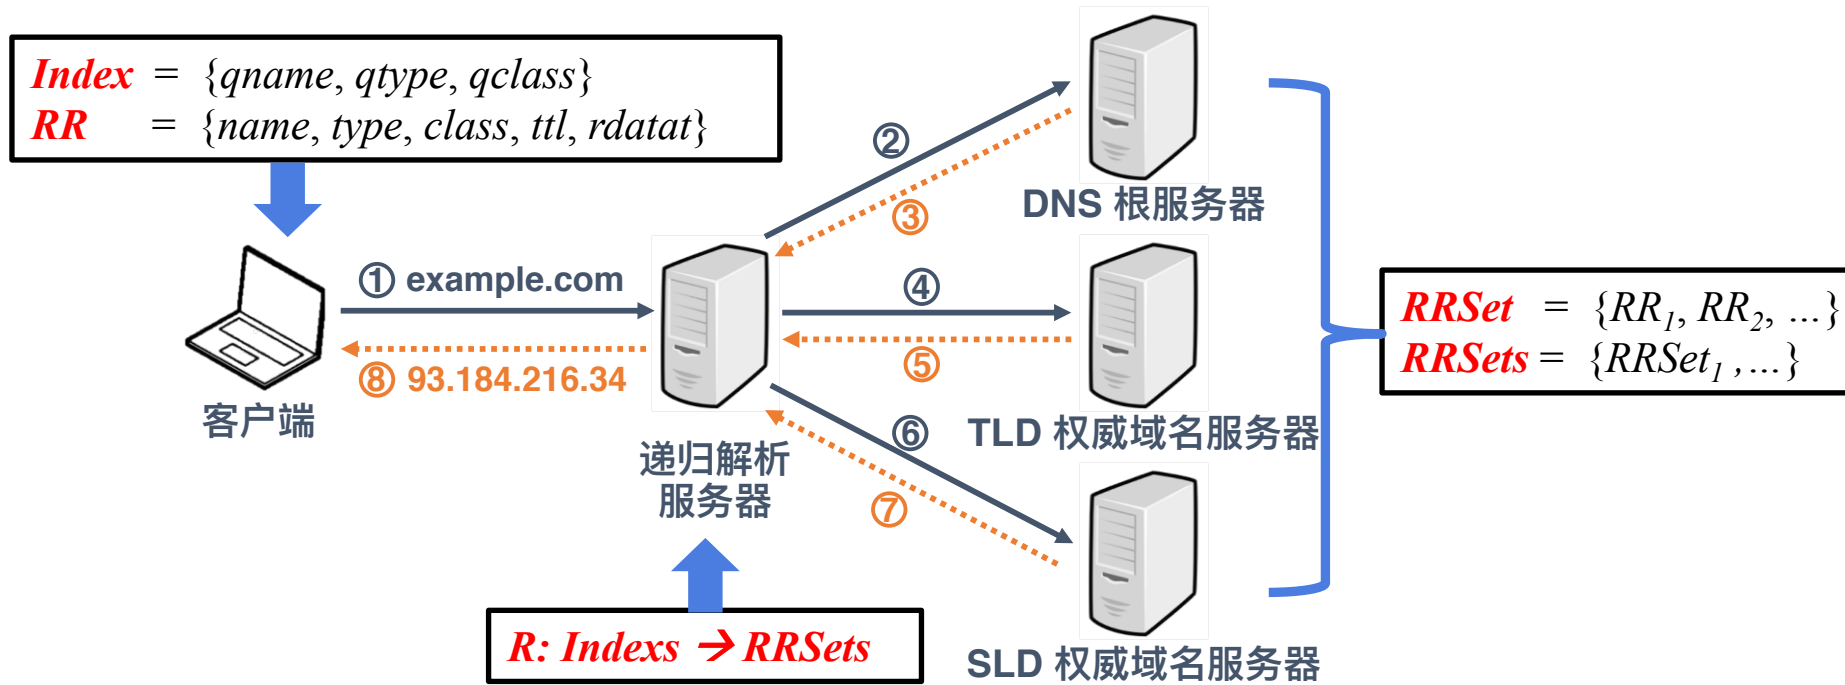 Index = {qname, qtype, qclass}
RR = {name, type, class, ttl, rdatat}
②
③
DNS 根服务器
① example.com
④
⑤
⑧ 93.184.216.34
客户端
递归解析
服务器
TLD 权威域名服务器
⑥
⑦
SLD 权威域名服务器
RRSet = {RR₁, RR₂, ...}
RRSets = {RRSet₁ ,...}
R: Indexs → RRSets